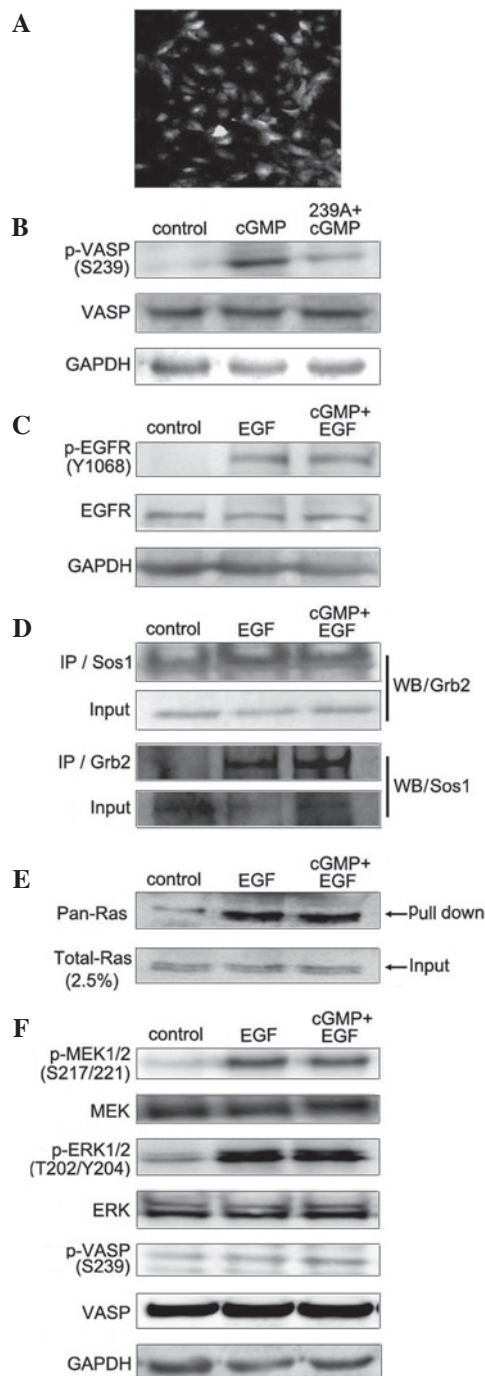 A
B
control cGMP 239A+
cGMP
p-VASP
(S239)
VASP
GAPDH
C
control EGF cGMP+
EGF
p-EGFR
(Y1068)
EGFR
GAPDH
D
control EGF cGMP+
EGF
IP / Sos1
WB/Grb2
Input
IP / Grb2
WB/Sos1
Input
E
control EGF cGMP+
EGF
Pan-Ras Pull down
Total-Ras
(2.5%)
Input
F
control EGF cGMP+
EGF
p-MEK1/2
(S217/221)
MEK
p-ERK1/2
(T202/Y204)
ERK
p-VASP
(S239)
VASP
GAPDH